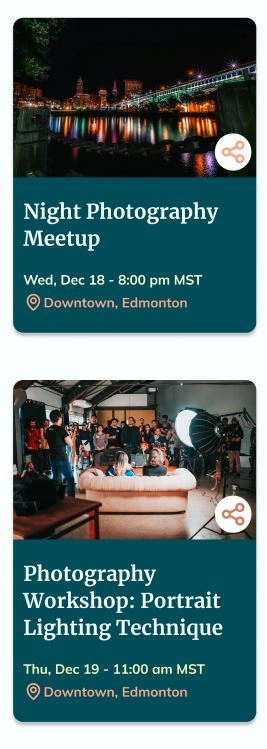 Night Photography
Meetup
Wed, Dec 18 - 8:00 pm MST
Downtown, Edmonton
Photography
Workshop: Portrait
Lighting Technique
Thu, Dec 19 - 11:00 am MST
Downtown, Edmonton